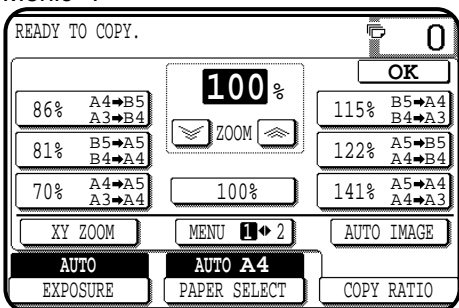 READY TO COPY.
0
OK
100%
86% A4➡B5
A3➡B4
115% B5➡A4
B4➡A3
ZOOM
81% B5➡A5
B4➡A4
122% A5➡B5
A4➡B4
70% A4➡A5
A3➡A4
100%
141% A5➡A4
A4➡A3
XY ZOOM
MENU 1♦2
AUTO IMAGE
AUTO
EXPOSURE
AUTO A4
PAPER SELECT
COPY RATIO